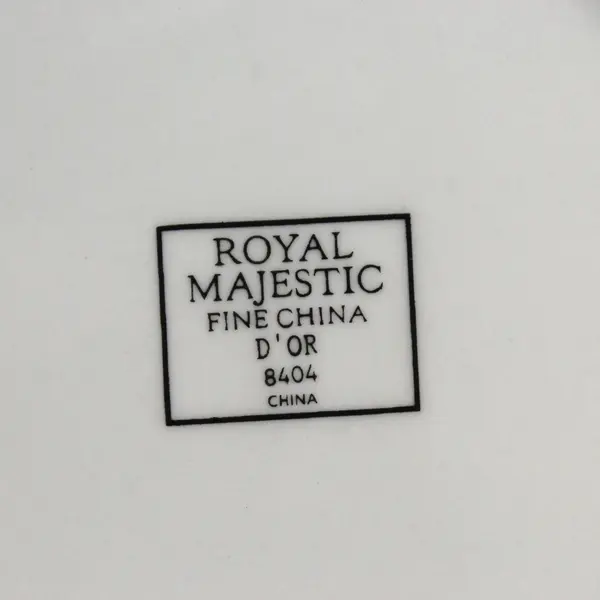 ROYAL
MAJESTIC
FINE CHINA
D'OR
8404
CHINA